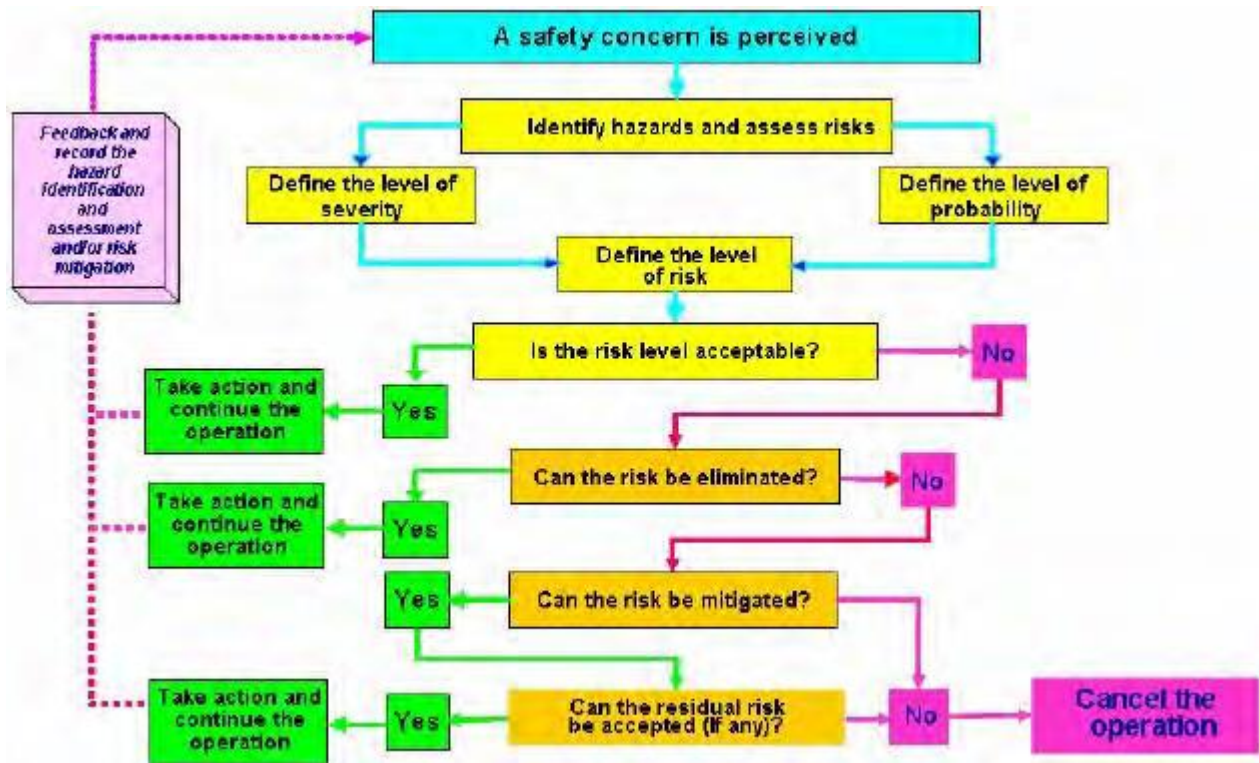 A safety concern is perceived
Identify hazards and assess risks
Feedback and
record the
hazard
identification
and
assessment
and/or risk
mitigation
Define the level of
severity
Define the level of
probability
Define the level
of risk
Is the risk level acceptable?
No
Yes
Take action and
continue the
operation
Can the risk be eliminated?
No
Yes
Take action and
continue the
operation
Can the risk be mitigated?
Yes
Can the residual risk
be accepted (If any)?
Yes
Take action and
continue the
operation
No
Cancel the
operation